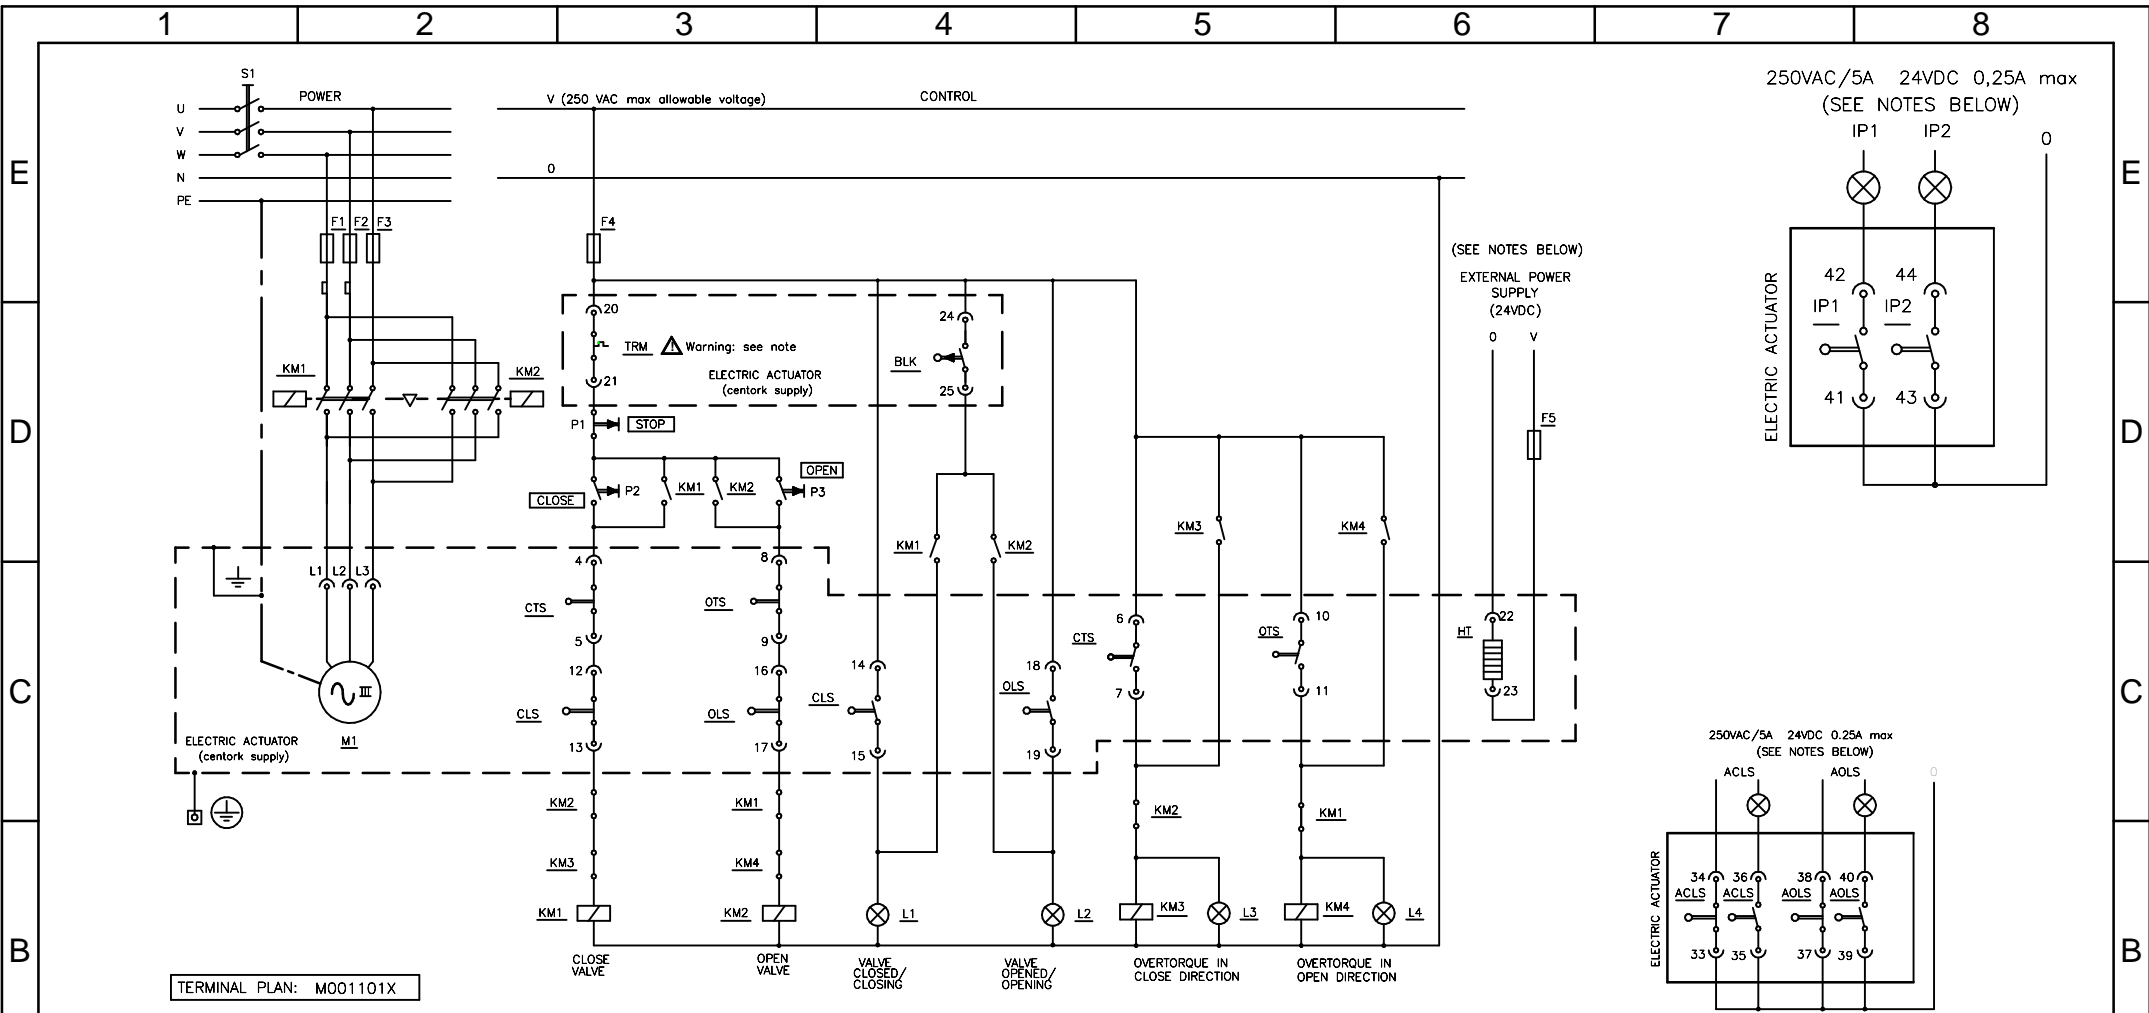 1 2 3 4 5 6 7 8
E E
D D
C C
B B
S1
POWER
U
V
W
N
PE
V (250 VAC max allowable voltage)
CONTROL
0
F1 F2 F3
F4
KM1
KM2
20
TRM
Warning: see note
21
ELECTRIC ACTUATOR
(centork supply)
24
BLK
25
P1
STOP
CLOSE
P2
KM1
KM2
OPEN
P3
KM1
KM2
KM3
KM4
(SEE NOTES BELOW)
EXTERNAL POWER
SUPPLY
(24VDC)
0 V
F5
L1 L2 L3
III
M1
ELECTRIC ACTUATOR
(centork supply)
4
CTS
5
12
CLS
13
8
OTS
9
16
OLS
17
14
CLS
15
18
OLS
19
6
CTS
7
10
OTS
11
22
HT
23
KM2
KM3
KM1
KM1
KM4
KM2
L1
L2
KM2
KM3
L3
KM1
KM4
L4
CLOSE
VALVE
OPEN
VALVE
VALVE
CLOSED/
CLOSING
VALVE
OPENED/
OPENING
OVERTORQUE IN
CLOSE DIRECTION
OVERTORQUE IN
OPEN DIRECTION
TERMINAL PLAN: M001101X
250VAC/5A 24VDC 0,25A max
(SEE NOTES BELOW)
IP1 IP2
0
42 44
IP1 IP2
41 43
ELECTRIC ACTUATOR
250VAC/5A 24VDC 0.25A max
(SEE NOTES BELOW)
ACLS AOLS
0
34 36 38 40
ACLS ACLS AOLS AOLS
33 35 37 39
ELECTRIC ACTUATOR